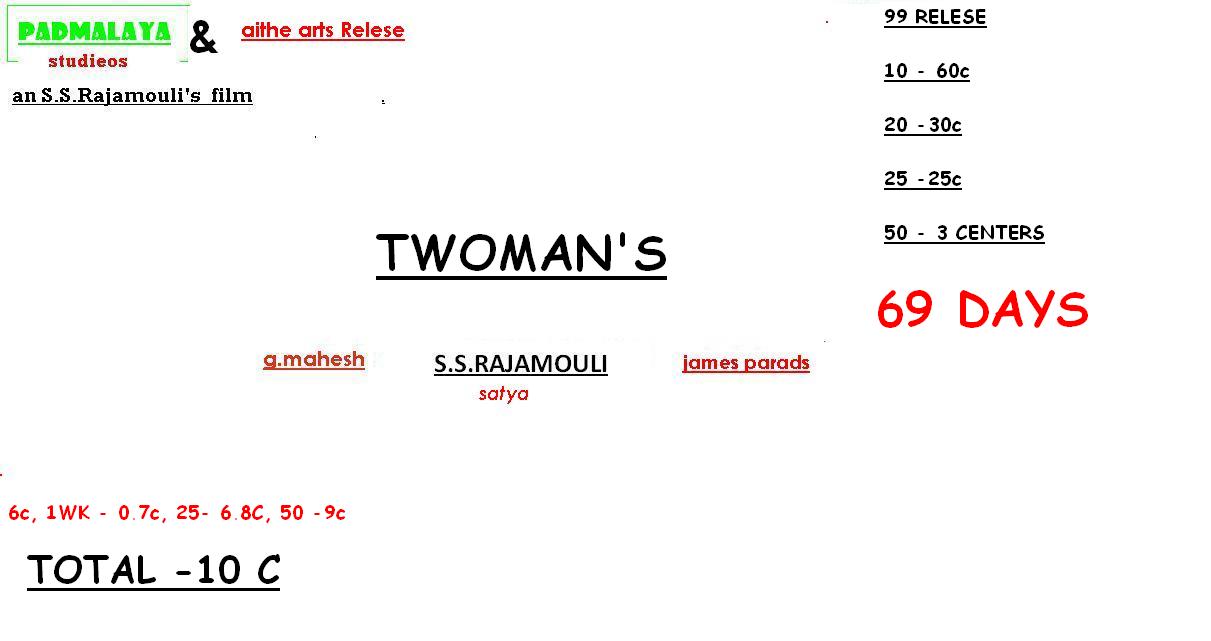 PADMALAYA & aithe arts Relese
studieos
an S.S.Rajamouli's film
99 RELESE
10 - 60c
20 -30c
25 -25c
50 - 3 CENTERS
69 DAYS
TWOMAN'S
g.mahesh S.S.RAJAMOULI james parads
satya
6c, 1WK - 0.7c, 25- 6.8C, 50 -9c
TOTAL -10 C